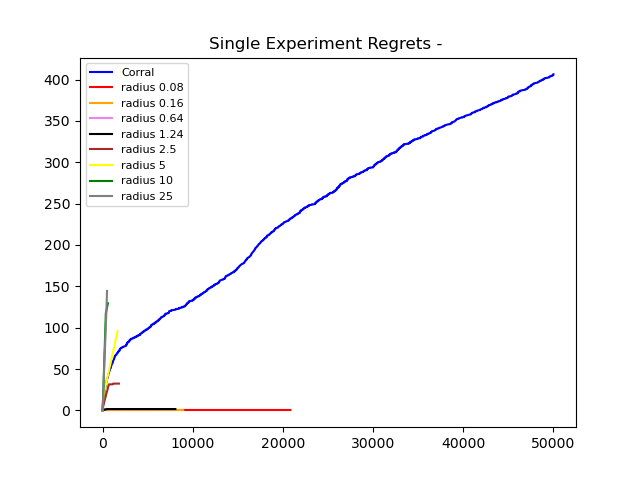 Single Experiment Regrets -
400
350
300
250
200
150
100
50
0
Corral
radius 0.08
radius 0.16
radius 0.64
radius 1.24
radius 2.5
radius 5
radius 10
radius 25
0 10000 20000 30000 40000 50000